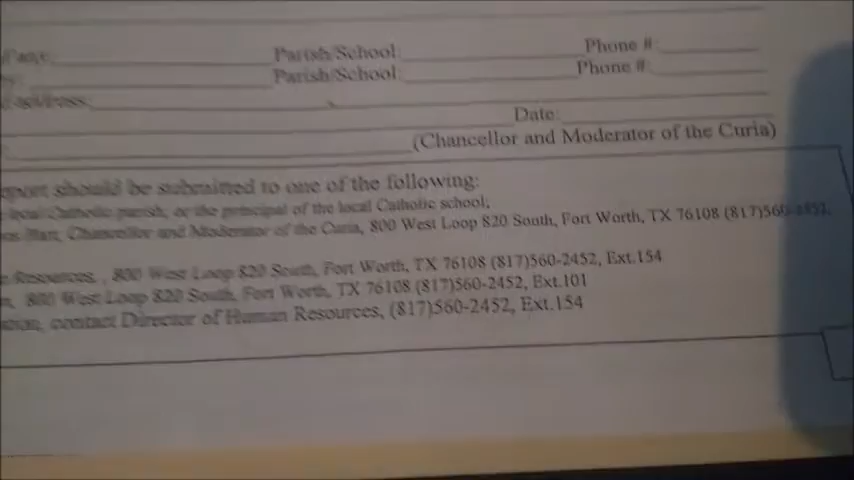 Parish/School: Phone #:
Parish/School: Phone #:
address:
Date:
(Chancellor and Moderator of the Curia)
should be submitted to one of the following:
local Catholic parish, or the principal of the local Catholic school;
Chancellor and Moderator of the Curia, 800 West Loop 820 South, Fort Worth, TX 76108 (817)560-2452,
Resources, , 800 West Loop 820 South, Fort Worth, TX 76108 (817)560-2452, Ext.154
800 West Loop 820 South, Fort Worth, TX 76108 (817)560-2452, Ext.101
contact Director of Human Resources, (817)560-2452, Ext.154